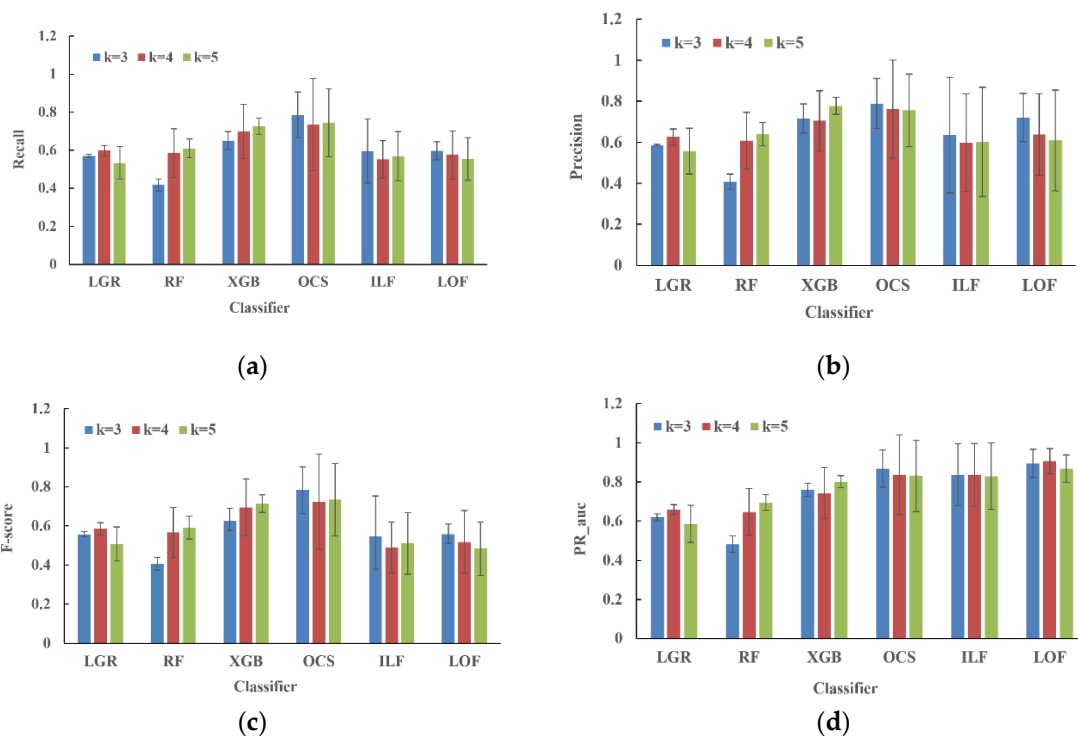 1.2
1
0.8
0.6
0.4
0.2
0
Recall
k=3 k=4 k=5
LGR RF XGB OCS ILF LOF
Classifier
(a)
1.2
1
0.8
0.6
0.4
0.2
0
Precision
k=3 k=4 k=5
LGR RF XGB OCS ILF LOF
Classifier
(b)
1.2
1
0.8
0.6
0.4
0.2
0
F-score
k=3 k=4 k=5
LGR RF XGB OCS ILF LOF
Classifier
(c)
1.2
1
0.8
0.6
0.4
0.2
0
PR_auc
k=3 k=4 k=5
LGR RF XGB OCS ILF LOF
Classifier
(d)